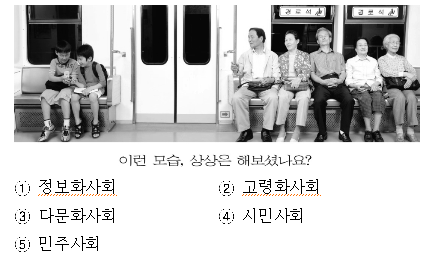 경로석 경로석
이런 모습, 상상은 해보셨나요?
① 정보화사회 ② 고령화사회
③ 다문화사회 ④ 시민사회
⑤ 민주사회